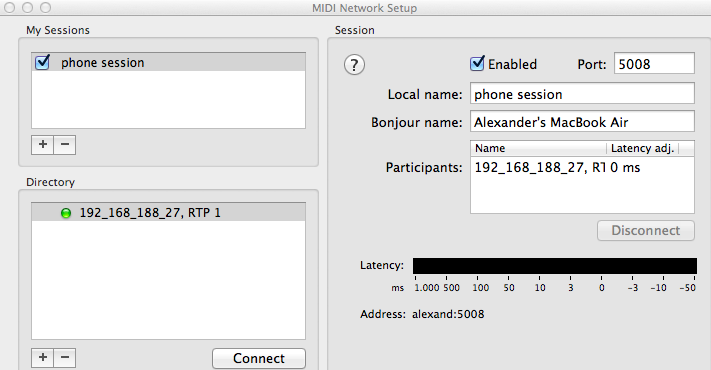 MIDI Network Setup
My Sessions
phone session
+ −
Directory
192_168_188_27, RTP 1
+ −
Connect
Session
?
Enabled
Port: 5008
Local name: phone session
Bonjour name: Alexander's MacBook Air
Name Latency adj.
Participants: 192_168_188_27, RT 0 ms
Disconnect
Latency:
ms 1.000 500 100 50 10 3 0 −3 −10 −50
Address: alexand:5008